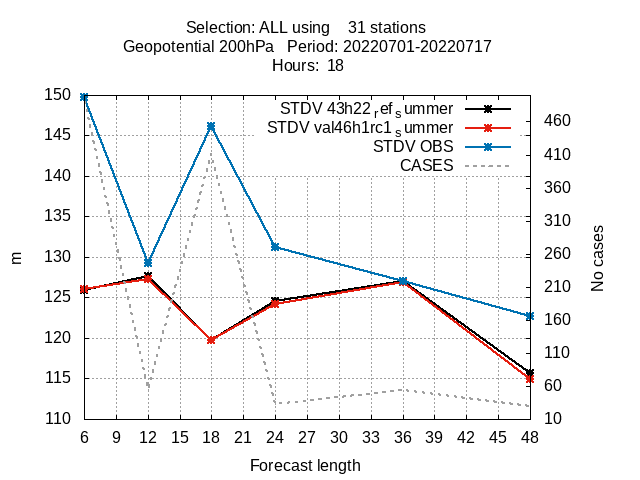 Selection: ALL using    31 stations
Geopotential 200hPa   Period: 20220701-20220717
Hours: 18
STDV 43h22_ref_summer
STDV val46h1rc1_summer
STDV OBS
CASES
150
145
140
135
130
125
120
115
110
m
460
410
360
310
260
210
160
110
60
10
No cases
6 9 12 15 18 21 24 27 30 33 36 39 42 45 48
Forecast length